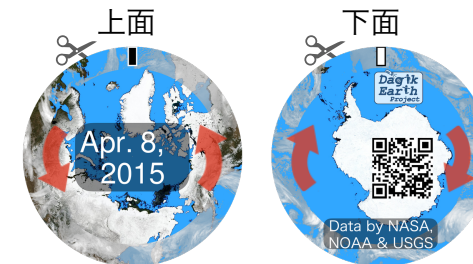 上面
下面
Apr. 8,
2015
Dagik
Earth
Project
Data by NASA,
NOAA & USGS